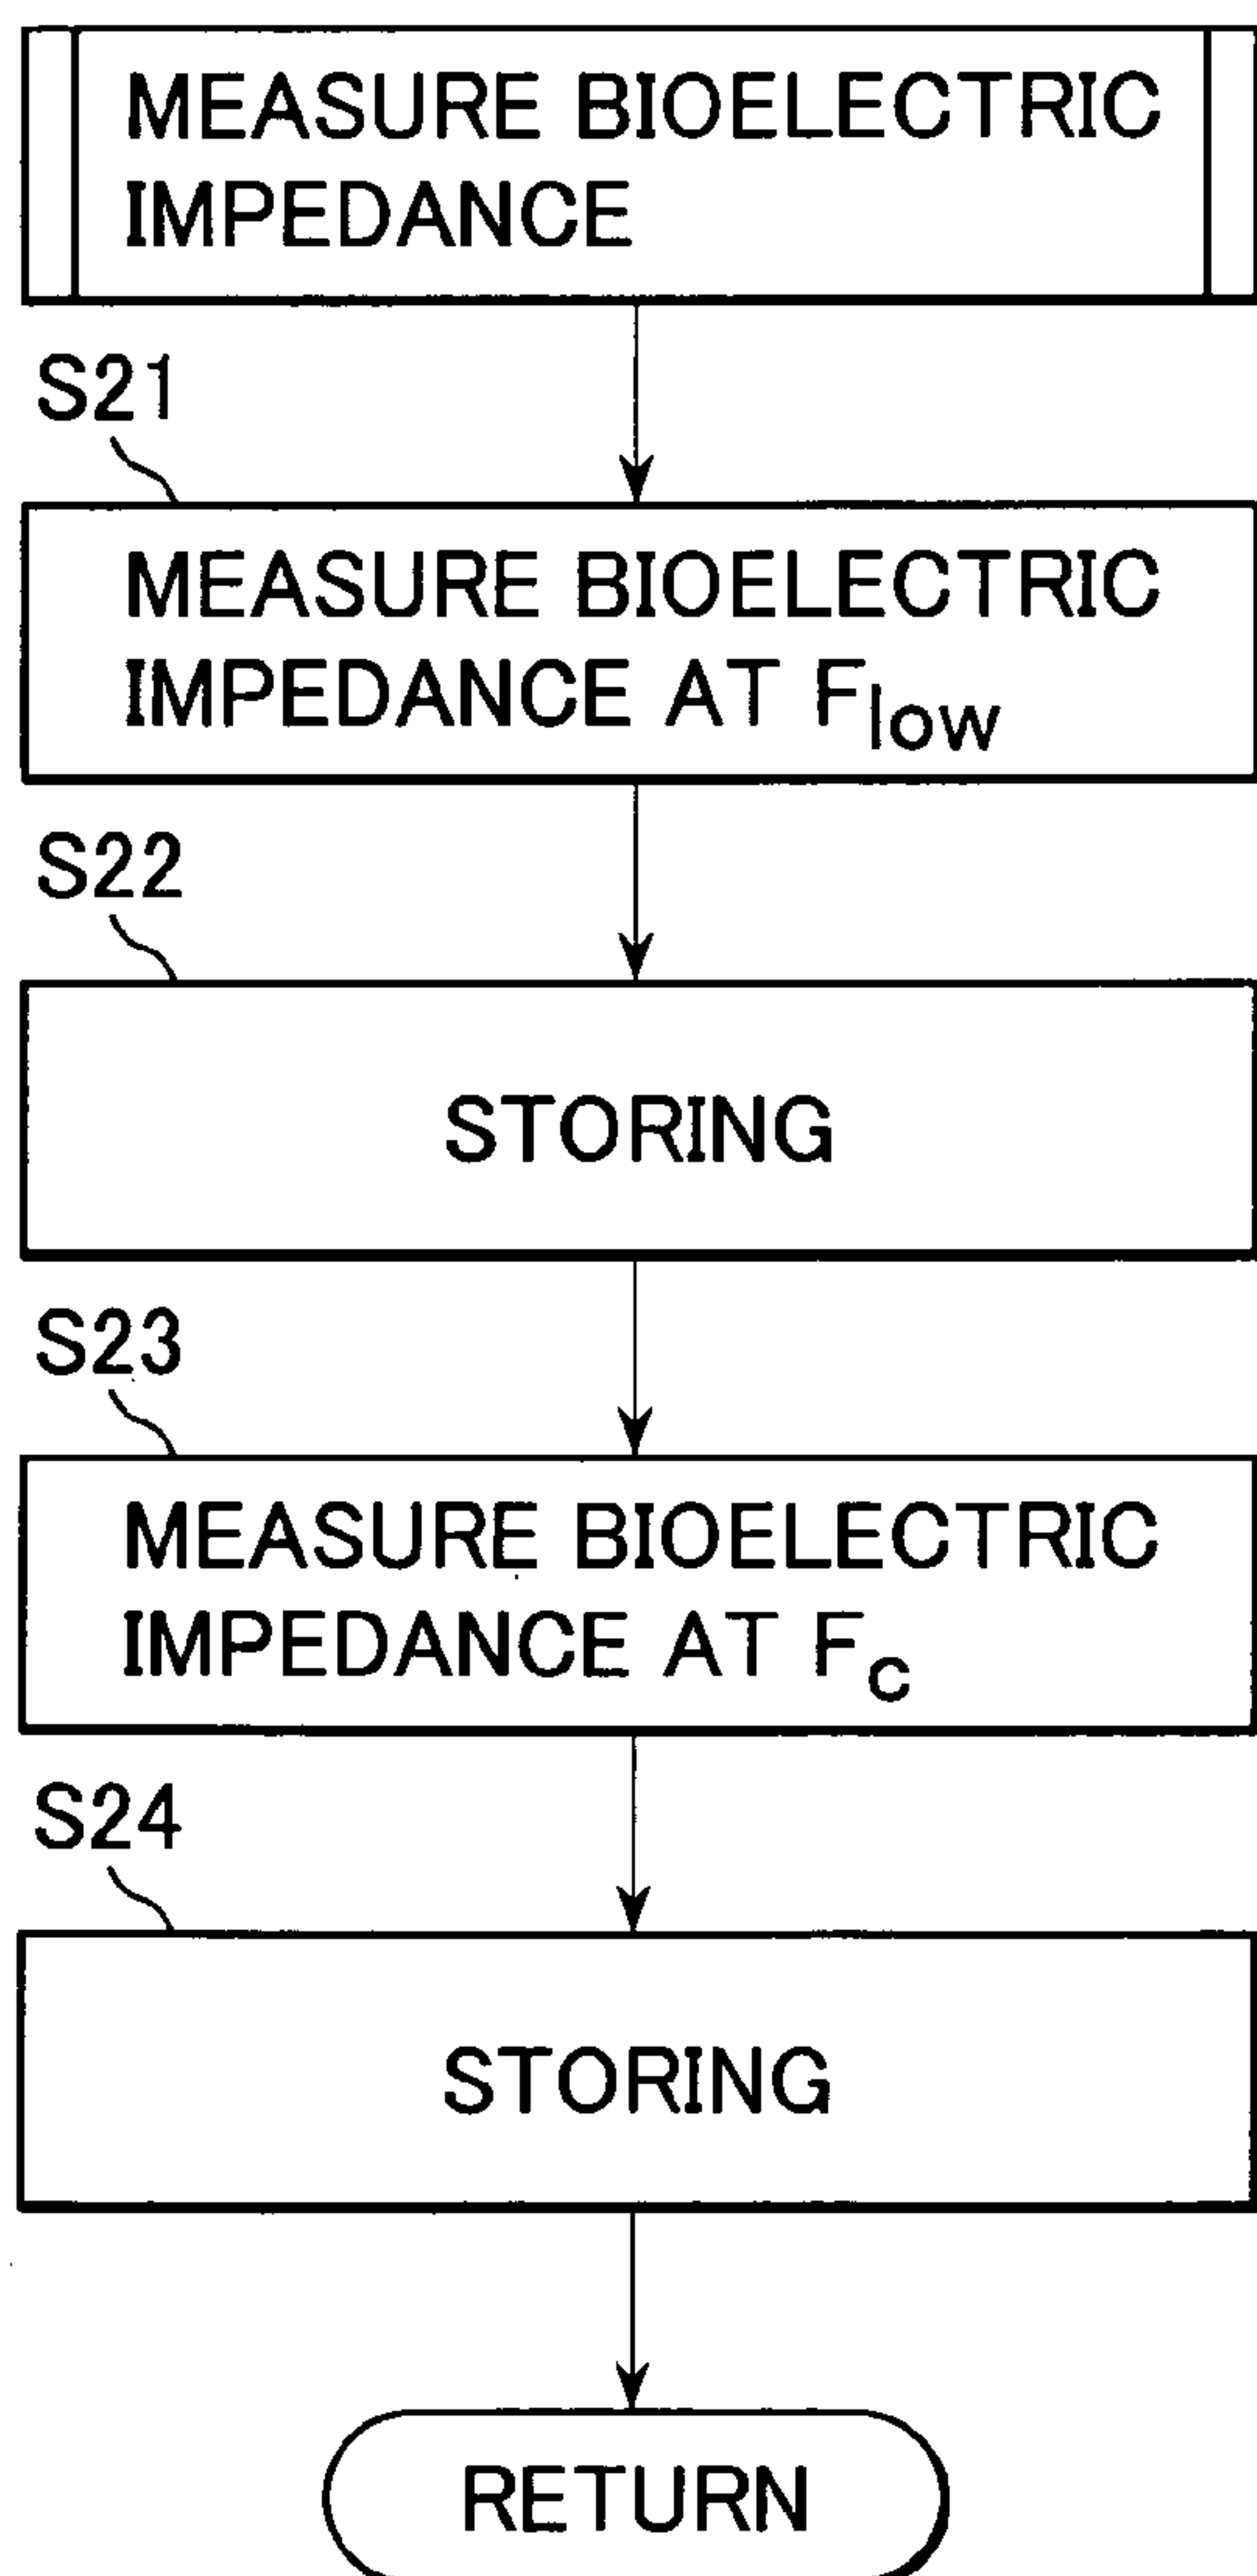 MEASURE BIOELECTRIC
IMPEDANCE
S21
MEASURE BIOELECTRIC
IMPEDANCE AT Flow
S22
STORING
S23
MEASURE BIOELECTRIC
IMPEDANCE AT Fc
S24
STORING
RETURN